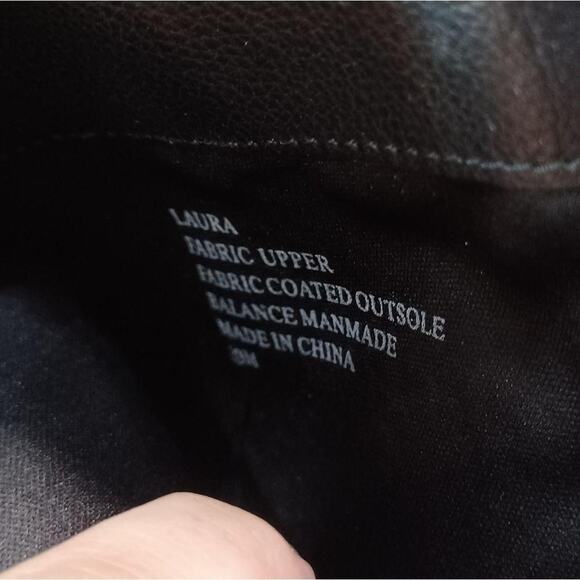 LAURA
FABRIC UPPER
FABRIC COATED OUTSOLE
BALANCE MANMADE
MADE IN CHINA